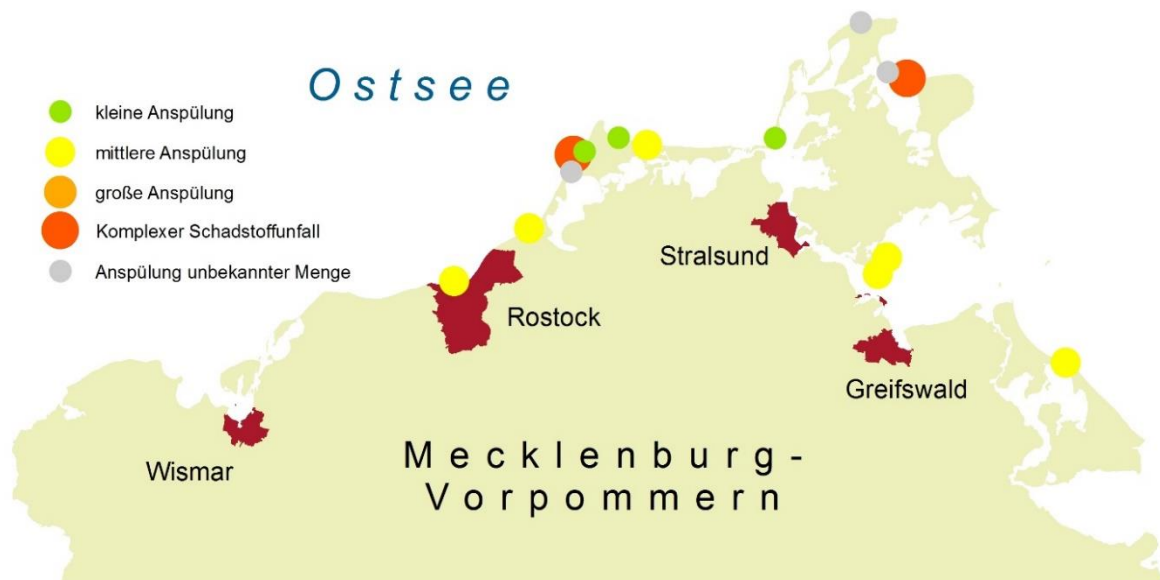 Ostsee
kleine Anspülung
mittlere Anspülung
große Anspülung
Komplexer Schadstoffunfall
Anspülung unbekannter Menge
Stralsund
Rostock
Greifswald
Wismar
Mecklenburg-
Vorpommern